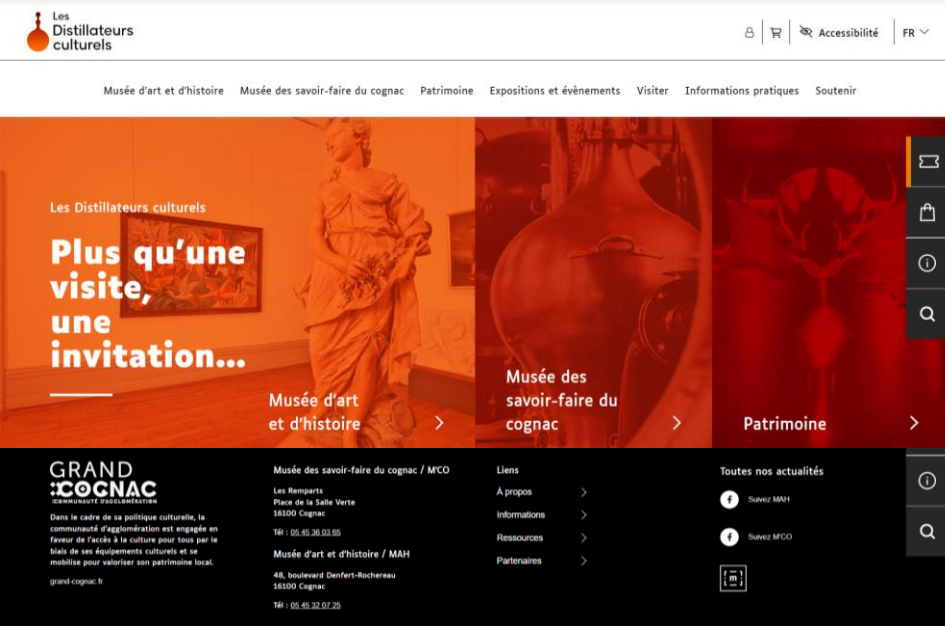 Les
Distillateurs
culturels
Accessibilité
FR
Musée d'art et d'histoire
Musée des savoir-faire du cognac
Patrimoine
Expositions et évènements
Visiter
Informations pratiques
Soutenir
Les Distillateurs culturels
Plus qu'une
visite,
une
invitation...
Musée d'art
et d'histoire
Musée des
savoir-faire du
cognac
Patrimoine
GRAND
COGNAC
COMMUNAUTÉ D'AGGLOMÉRATION
Dans le cadre de sa politique culturelle, la
communauté d'agglomération est engagée en
faveur de l'accès à la culture pour tous par le
biais de ses équipements culturels et se
mobilise pour valoriser son patrimoine local.
grand-cognac.fr
Musée des savoir-faire du cognac / M'CO
Les Remparts
Place de la Salle Verte
16100 Cognac
Tél : 05 45 36 03 65
Musée d'art et d'histoire / MAH
48, boulevard Denfert-Rochereau
16100 Cognac
Tél : 05 45 32 07 25
Liens
À propos
Informations
Ressources
Partenaires
Toutes nos actualités
Suivez MAH
Suivez M'CO
m